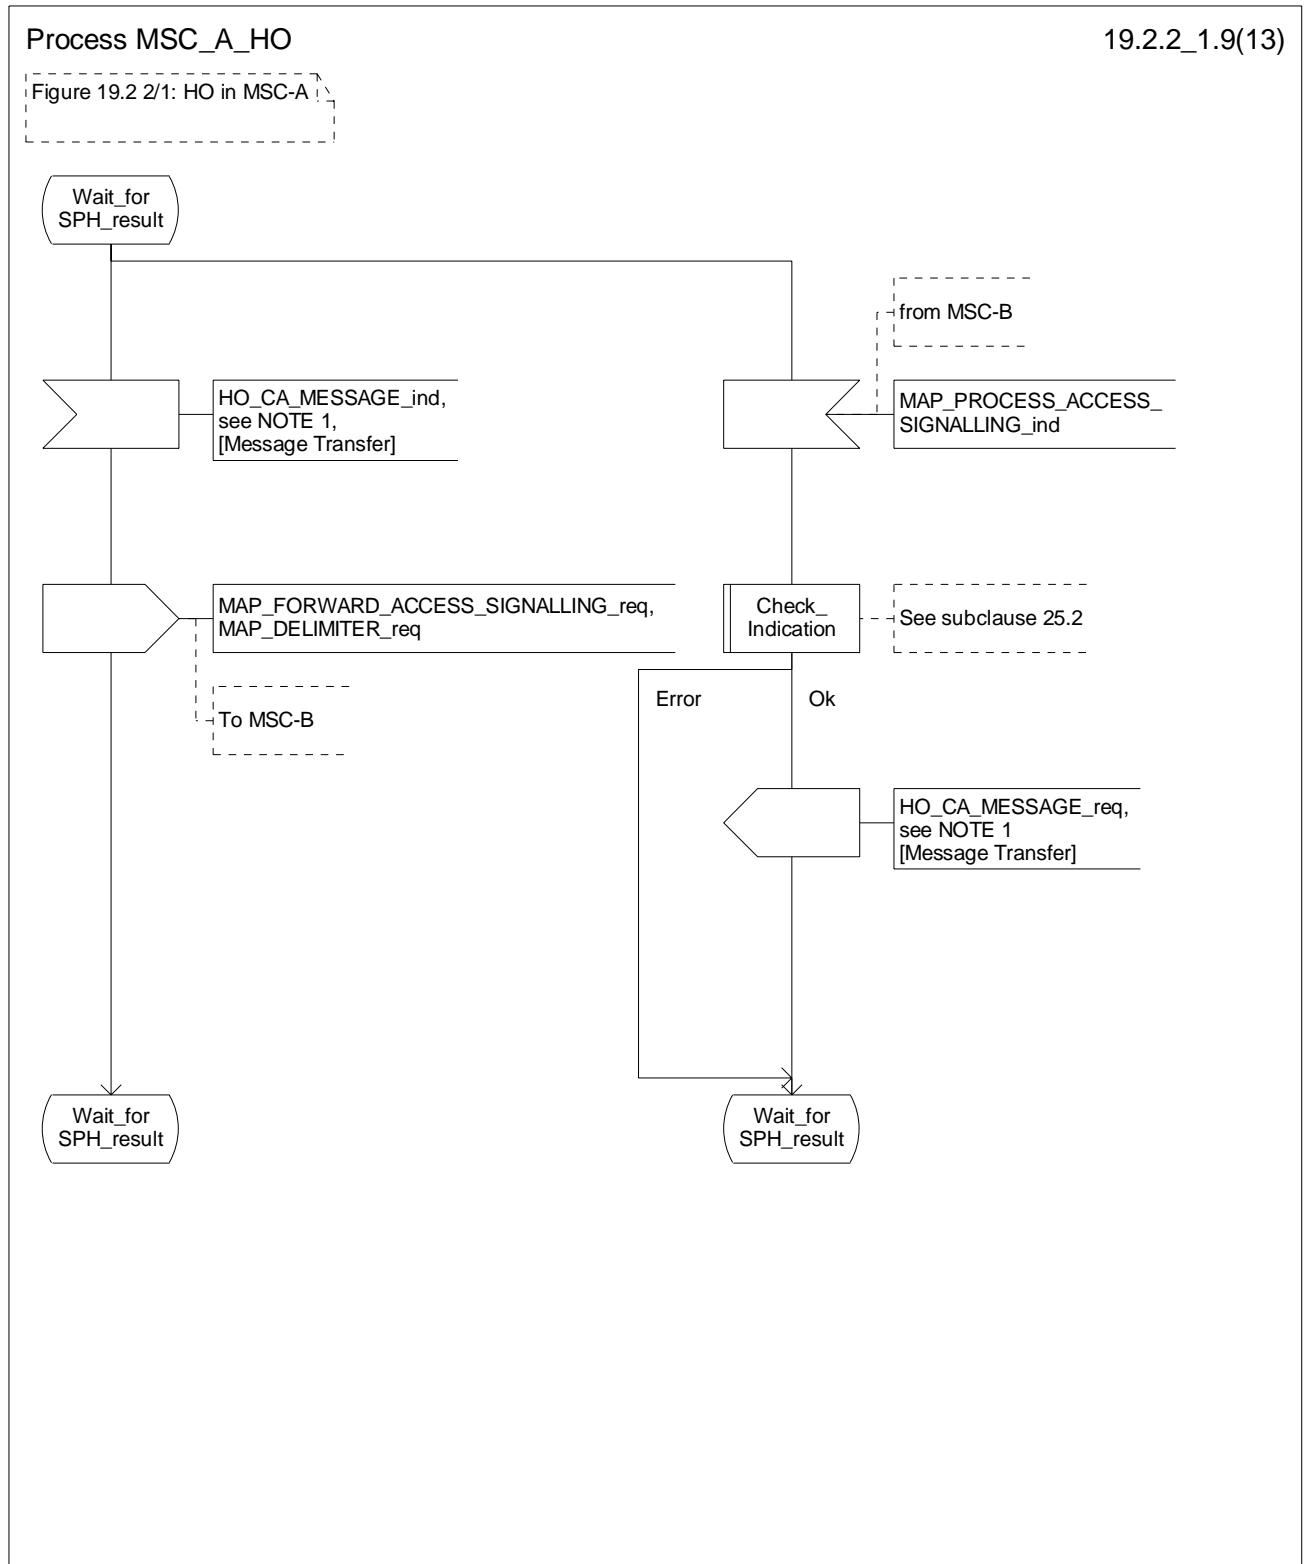 Process MSC_A_HO
19.2.2_1.9(13)
Figure 19.2 2/1: HO in MSC-A
Wait_for
SPH_result
from MSC-B
HO_CA_MESSAGE_ind,
see NOTE 1,
[Message Transfer]
MAP_PROCESS_ACCESS_
SIGNALLING_ind
MAP_FORWARD_ACCESS_SIGNALLING_req,
MAP_DELIMITER_req
Check_
Indication
See subclause 25.2
To MSC-B
Error
Ok
HO_CA_MESSAGE_req,
see NOTE 1
[Message Transfer]
Wait_for
SPH_result
Wait_for
SPH_result